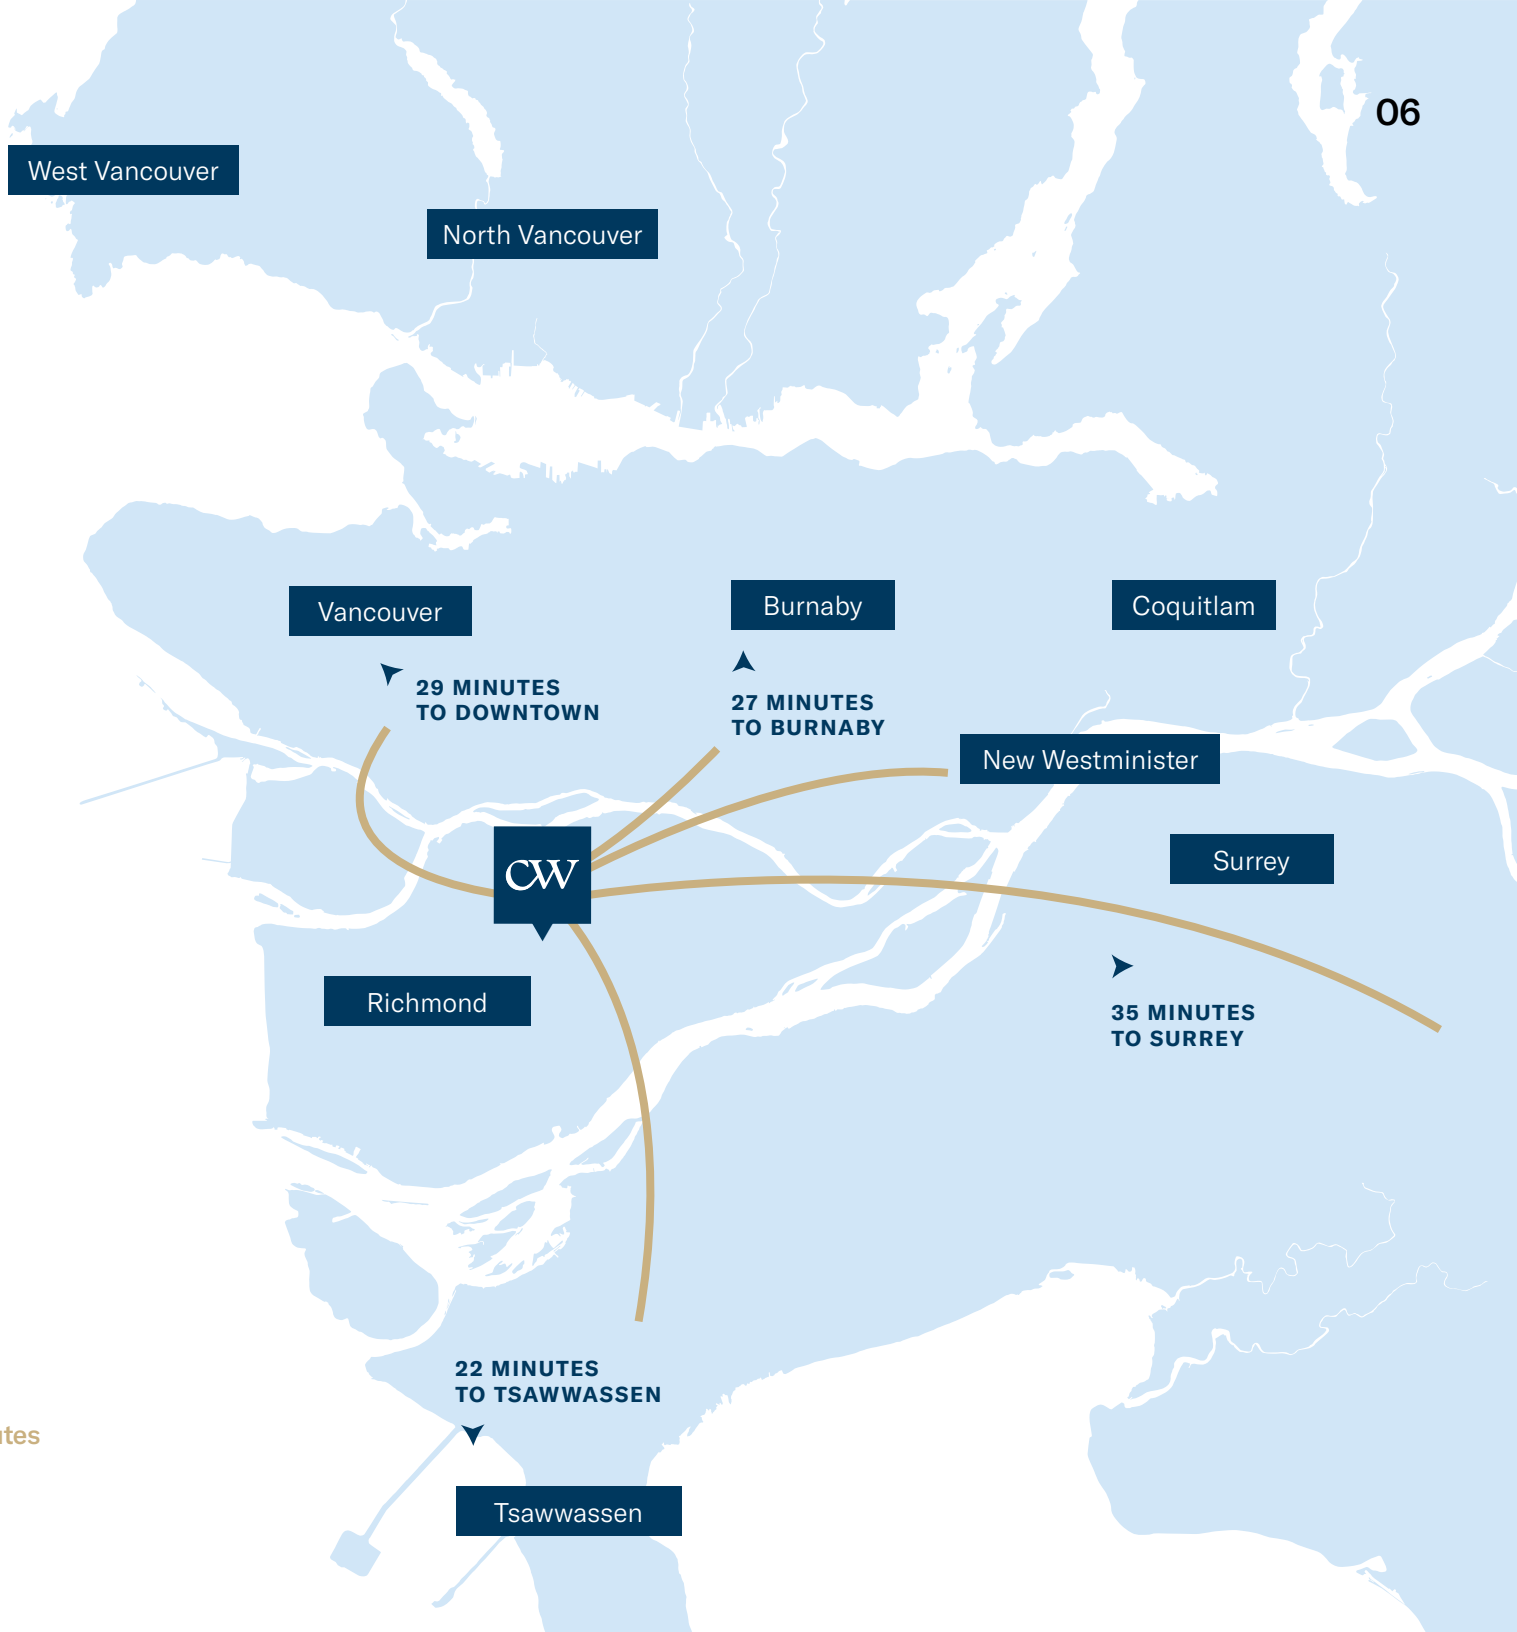 06
West Vancouver
North Vancouver
Vancouver
Burnaby
Coquitlam
29 MINUTES
TO DOWNTOWN
27 MINUTES
TO BURNABY
New Westminister
Surrey
CW
Richmond
35 MINUTES
TO SURREY
22 MINUTES
TO TSAWWASSEN
Tsawwassen